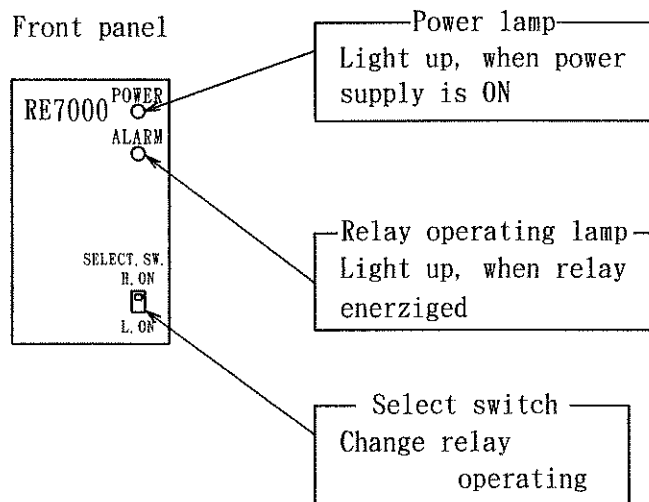 Front panel
POWER
RE7000
ALARM
SELECT. SW.
H. ON
L. ON
Power lamp
Light up, when power
supply is ON
Relay operating lamp
Light up, when relay
enerziged
Select switch
Change relay
operating